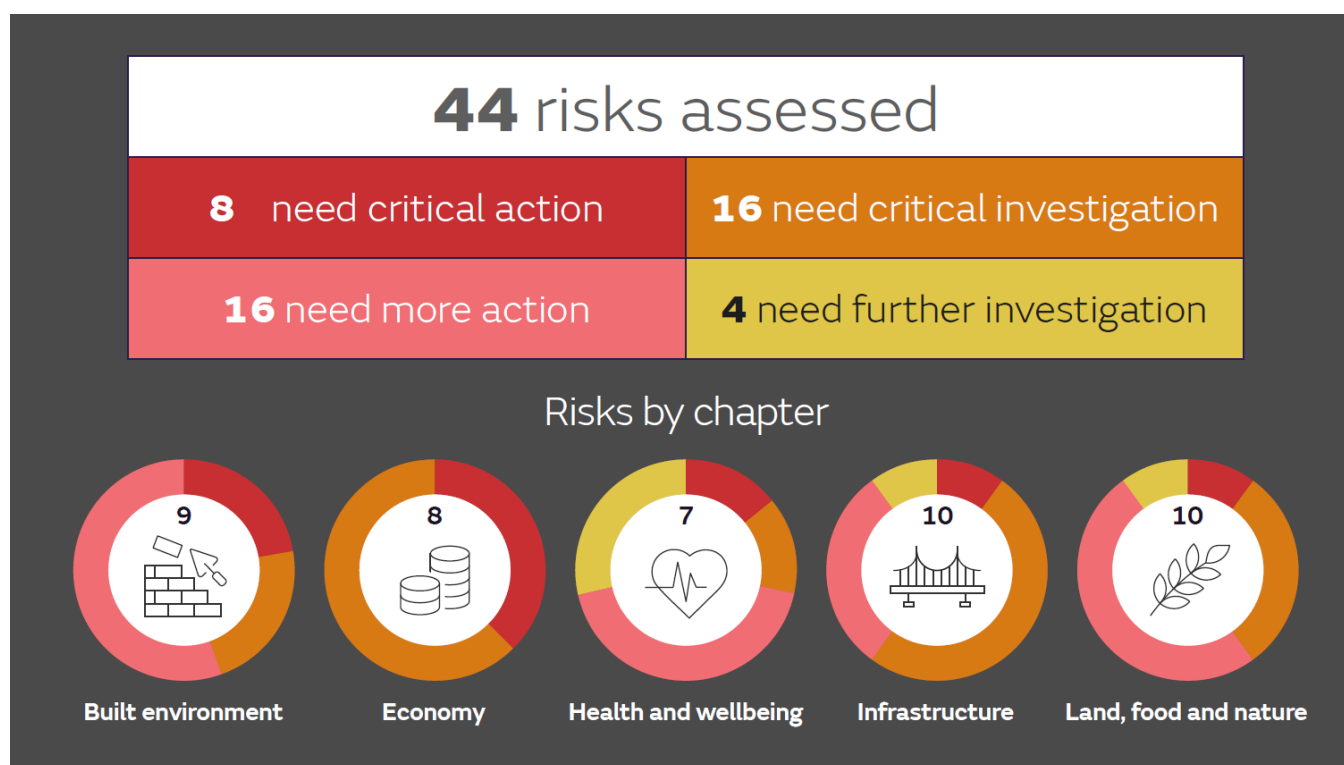 44 risks assessed
8 need critical action
16 need critical investigation
16 need more action
4 need further investigation
Risks by chapter
9
8
7
10
10
Built environment
Economy
Health and wellbeing
Infrastructure
Land, food and nature